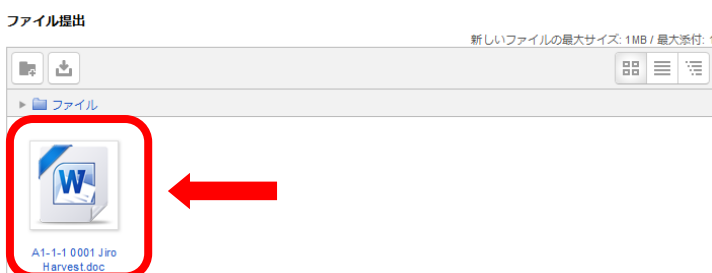 ファイル提出
新しいファイルの最大サイズ: 1MB / 最大添付: 1
ファイル
W
A1-1-1 0001 Jiro
Harvest.doc